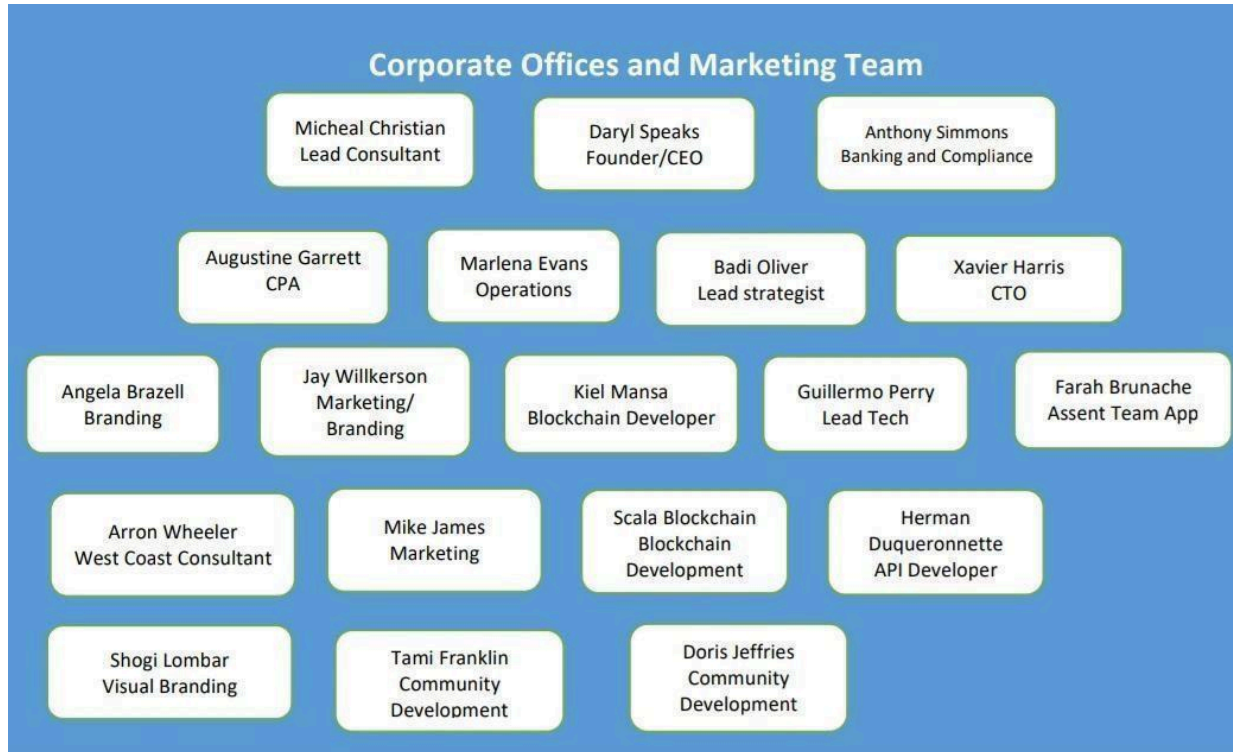 Corporate Offices and Marketing Team
Micheal Christian
Lead Consultant
Daryl Speaks
Founder/CEO
Anthony Simmons
Banking and Compliance
Augustine Garrett
CPA
Marlena Evans
Operations
Badi Oliver
Lead strategist
Xavier Harris
CTO
Angela Brazell
Branding
Jay Willkerson
Marketing/
Branding
Kiel Mansa
Blockchain Developer
Guillermo Perry
Lead Tech
Farah Brunache
Assent Team App
Arron Wheeler
West Coast Consultant
Mike James
Marketing
Scala Blockchain
Blockchain
Development
Herman
Duqueronnette
API Developer
Shogi Lombar
Visual Branding
Tami Franklin
Community
Development
Doris Jeffries
Community
Development